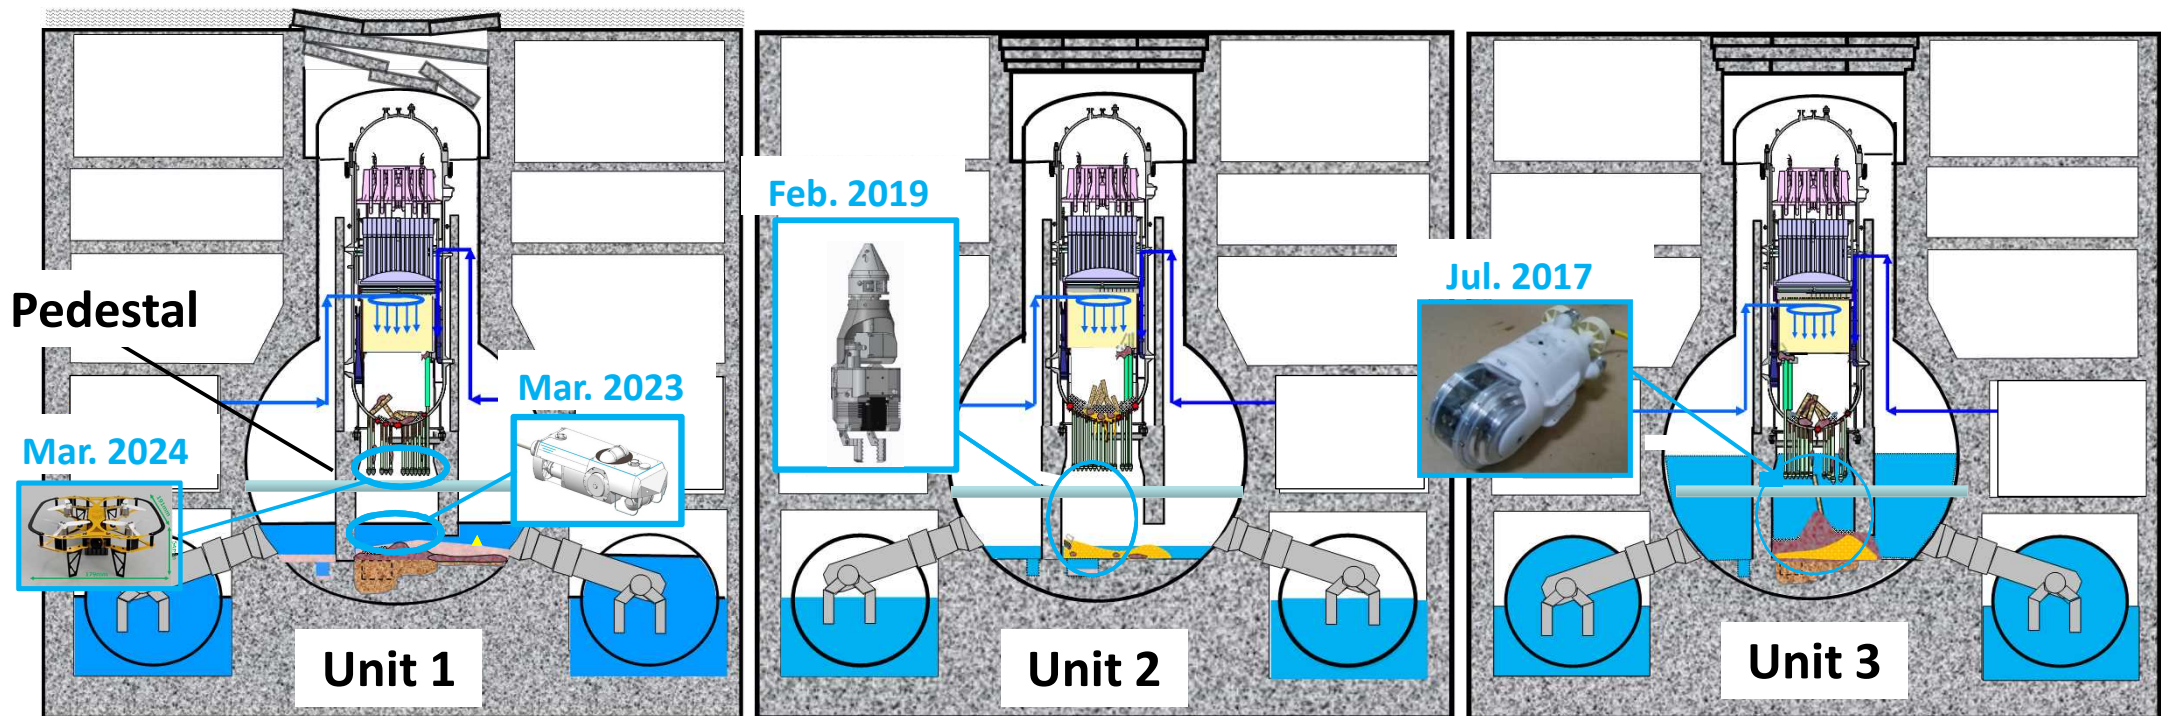 Pedestal
Mar. 2024
Mar. 2023
Unit 1
Feb. 2019
Unit 2
Jul. 2017
Unit 3